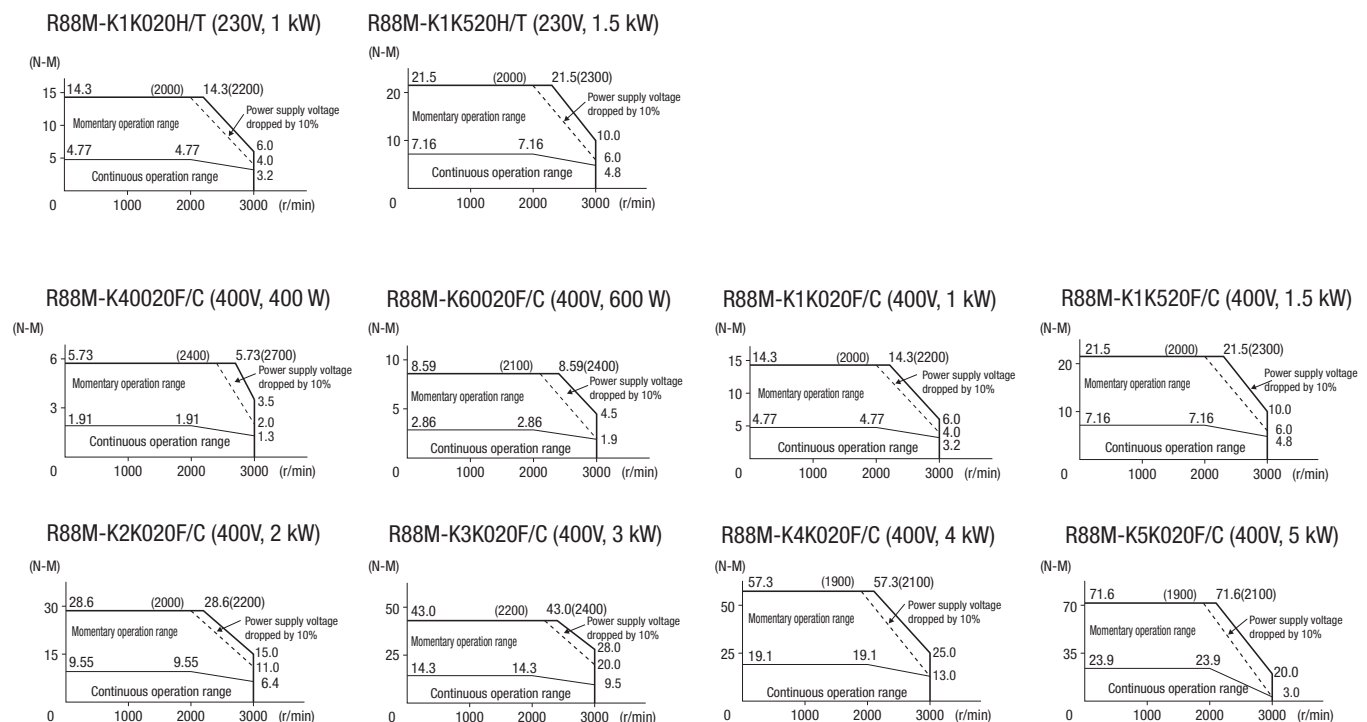 R88M-K1K020H/T (230V, 1 kW)
(N-M)
15
10
5
0
14.3
(2000)
14.3(2200)
Power supply voltage
dropped by 10%
Momentary operation range
6.0
4.77
4.77
4.0
3.2
Continuous operation range
1000
2000
3000
(r/min)
R88M-K1K520H/T (230V, 1.5 kW)
(N-M)
20
10
0
21.5
(2000)
21.5(2300)
Power supply voltage
dropped by 10%
Momentary operation range
10.0
7.16
7.16
6.0
4.8
Continuous operation range
1000
2000
3000
(r/min)
R88M-K40020F/C (400V, 400 W)
(N-M)
6
3
0
5.73
(2400)
5.73(2700)
Power supply voltage
dropped by 10%
Momentary operation range
3.5
1.91
1.91
2.0
1.3
Continuous operation range
1000
2000
3000
(r/min)
R88M-K60020F/C (400V, 600 W)
(N-M)
10
5
0
8.59
(2100)
8.59(2400)
Power supply voltage
dropped by 10%
Momentary operation range
4.5
2.86
2.86
1.9
Continuous operation range
1000
2000
3000
(r/min)
R88M-K1K020F/C (400V, 1 kW)
(N-M)
15
10
5
0
14.3
(2000)
14.3(2200)
Power supply voltage
dropped by 10%
Momentary operation range
6.0
4.77
4.77
4.0
3.2
Continuous operation range
1000
2000
3000
(r/min)
R88M-K1K520F/C (400V, 1.5 kW)
(N-M)
20
10
0
21.5
(2000)
21.5(2300)
Power supply voltage
dropped by 10%
Momentary operation range
10.0
7.16
7.16
6.0
4.8
Continuous operation range
1000
2000
3000
(r/min)
R88M-K2K020F/C (400V, 2 kW)
(N-M)
30
15
0
28.6
(2000)
28.6(2200)
Power supply voltage
dropped by 10%
Momentary operation range
15.0
9.55
9.55
11.0
6.4
Continuous operation range
1000
2000
3000
(r/min)
R88M-K3K020F/C (400V, 3 kW)
(N-M)
50
25
0
43.0
(2200)
43.0(2400)
Power supply voltage
dropped by 10%
Momentary operation range
28.0
14.3
14.3
20.0
9.5
Continuous operation range
1000
2000
3000
(r/min)
R88M-K4K020F/C (400V, 4 kW)
(N-M)
50
25
0
57.3
(1900)
57.3(2100)
Power supply voltage
dropped by 10%
Momentary operation range
25.0
19.1
19.1
13.0
Continuous operation range
1000
2000
3000
(r/min)
R88M-K5K020F/C (400V, 5 kW)
(N-M)
70
35
0
71.6
(1900)
71.6(2100)
Power supply voltage
dropped by 10%
Momentary operation range
23.9
23.9
20.0
3.0
Continuous operation range
1000
2000
3000
(r/min)